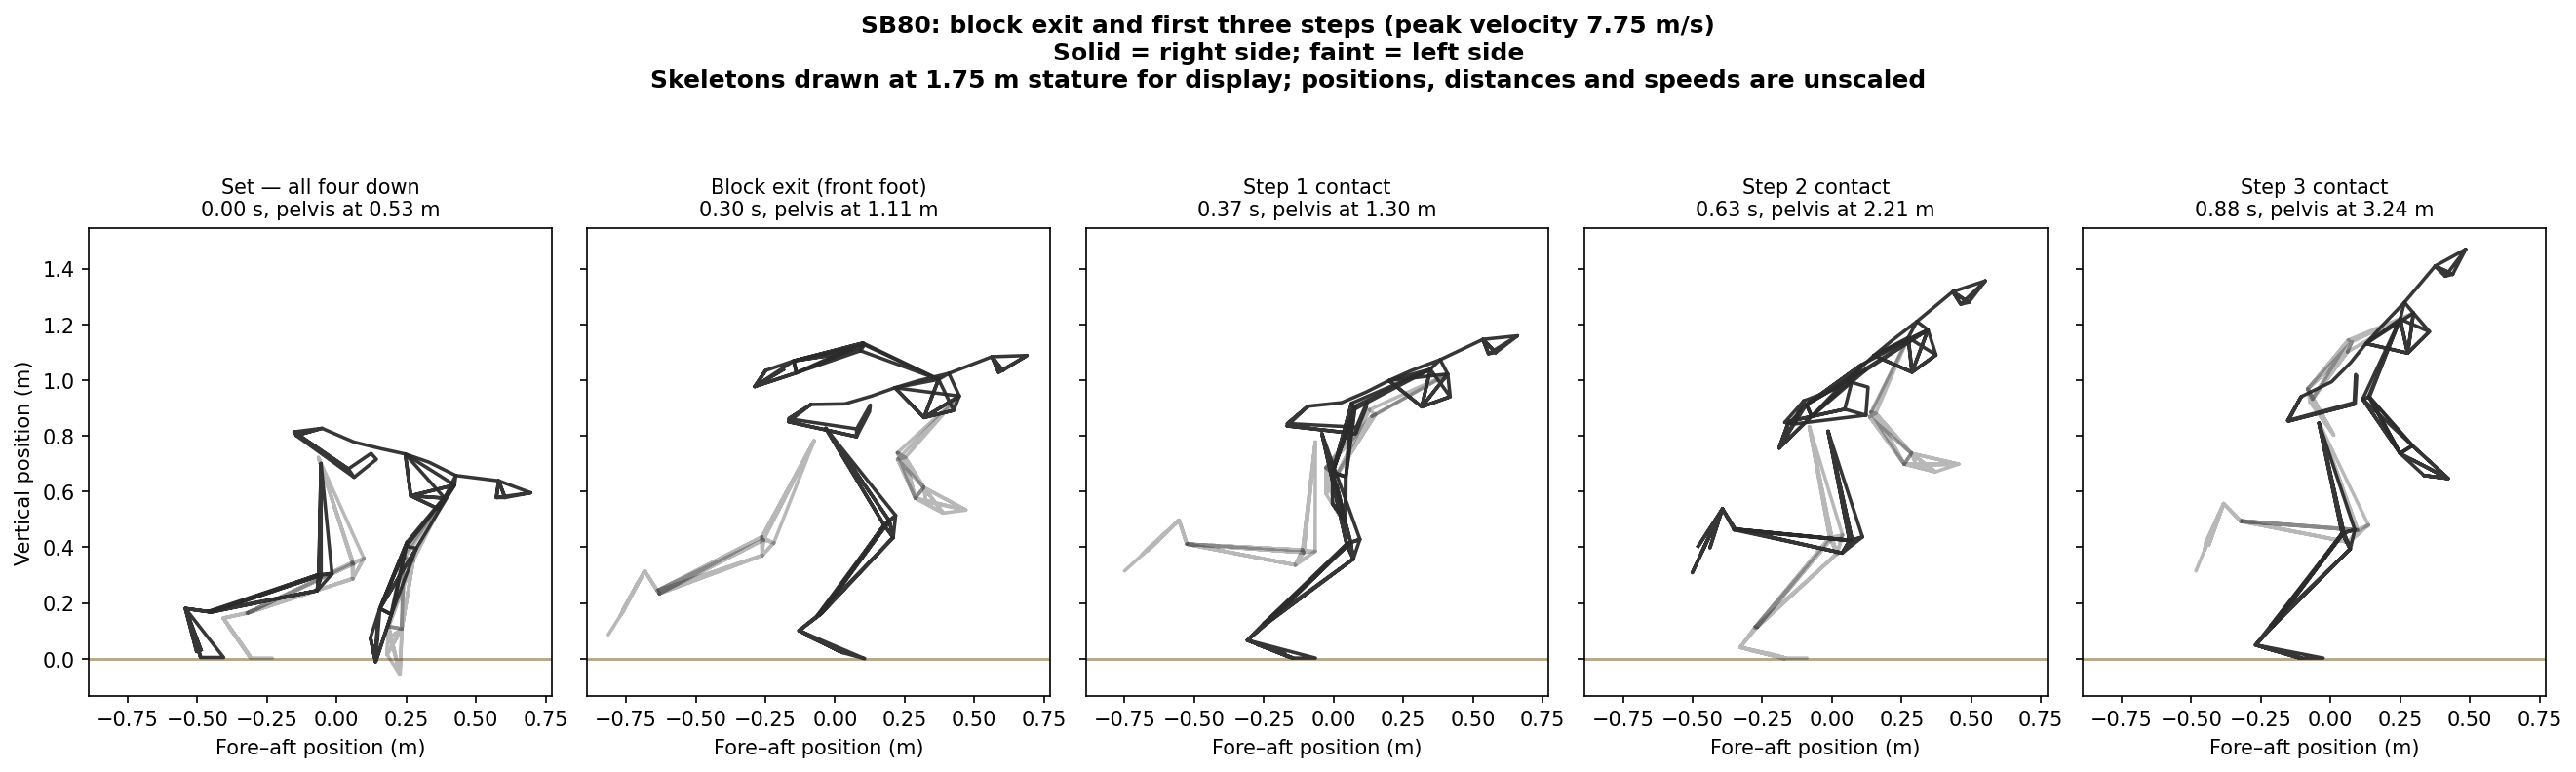 SB80: block exit and first three steps (peak velocity 7.75 m/s)
Solid = right side; faint = left side
Skeletons drawn at 1.75 m stature for display; positions, distances and speeds are unscaled
Set — all four down
0.00 s, pelvis at 0.53 m
Block exit (front foot)
0.30 s, pelvis at 1.11 m
Step 1 contact
0.37 s, pelvis at 1.30 m
Step 2 contact
0.63 s, pelvis at 2.21 m
Step 3 contact
0.88 s, pelvis at 3.24 m
Vertical position (m)
1.4
1.2
1.0
0.8
0.6
0.4
0.2
0.0
−0.75 −0.50 −0.25 0.00 0.25 0.50 0.75
−0.75 −0.50 −0.25 0.00 0.25 0.50 0.75
−0.75 −0.50 −0.25 0.00 0.25 0.50 0.75
−0.75 −0.50 −0.25 0.00 0.25 0.50 0.75
−0.75 −0.50 −0.25 0.00 0.25 0.50 0.75
Fore–aft position (m)
Fore–aft position (m)
Fore–aft position (m)
Fore–aft position (m)
Fore–aft position (m)